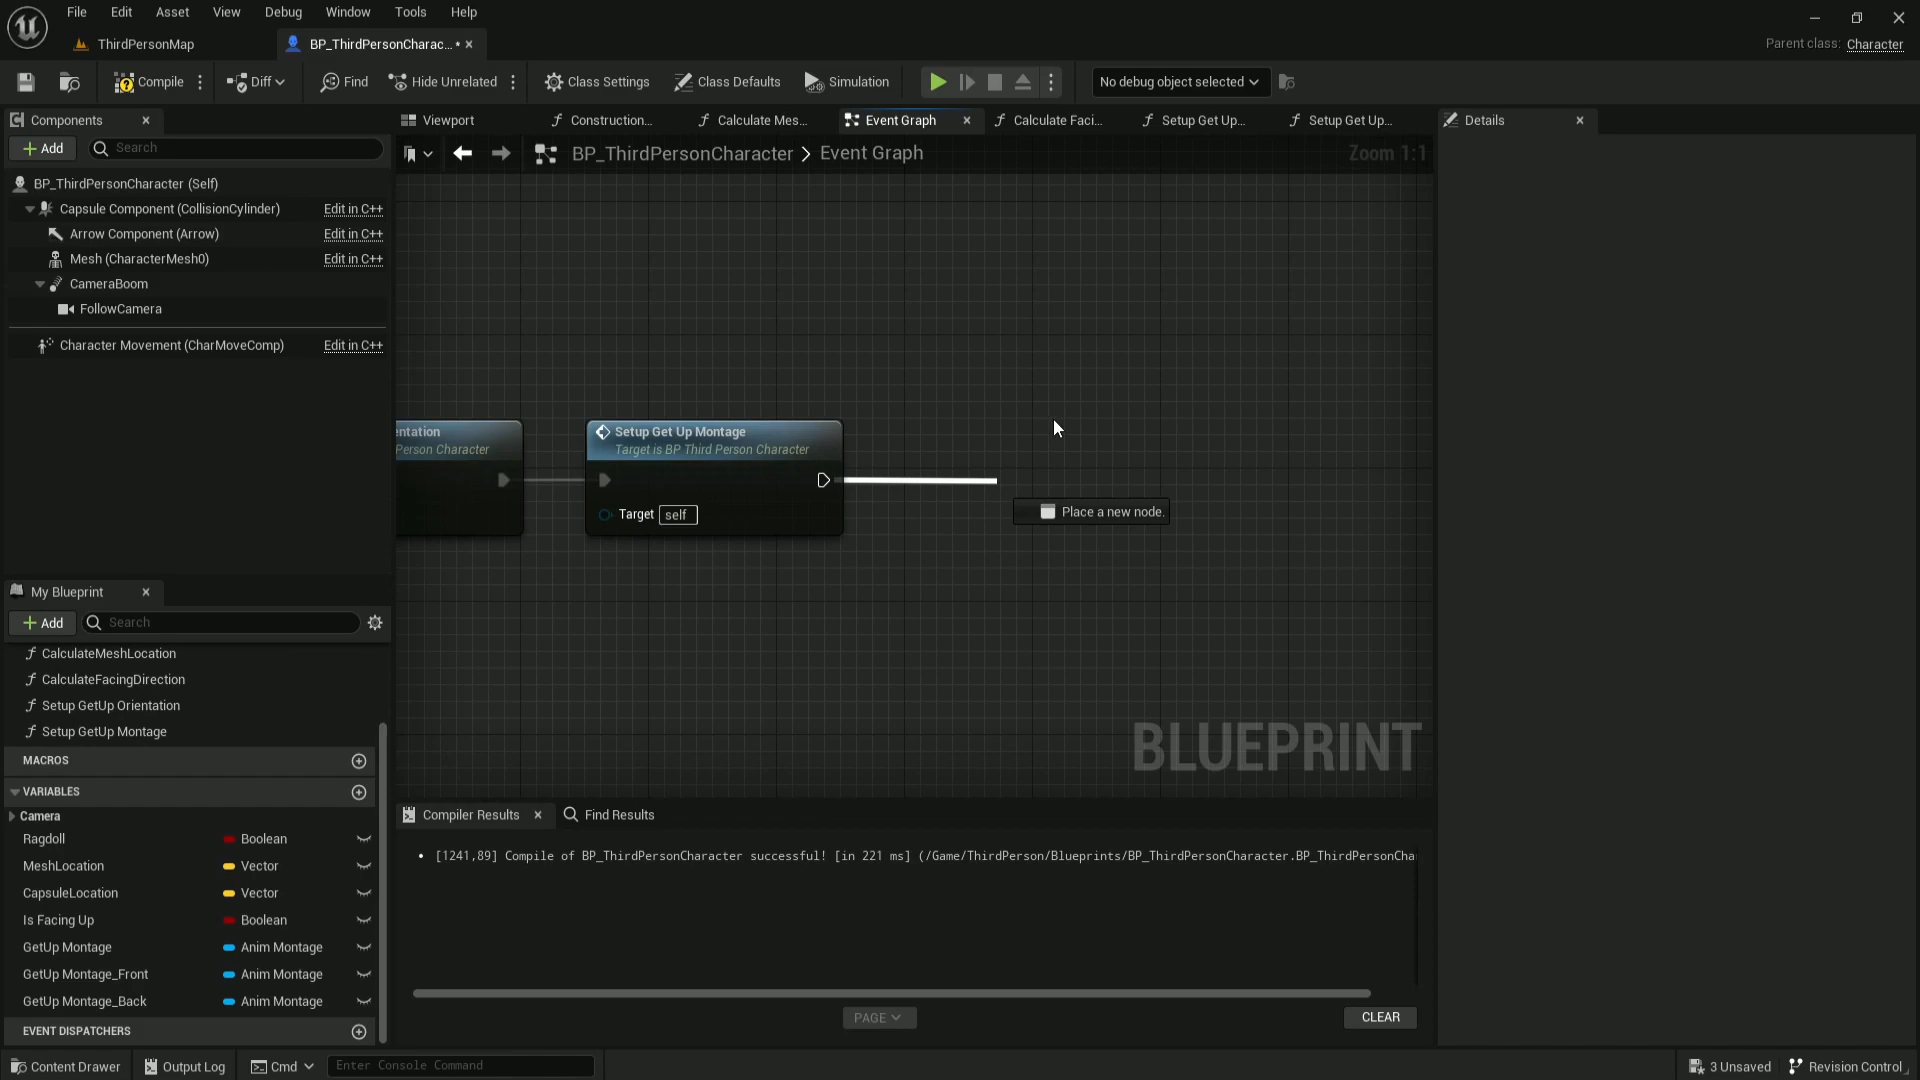 File Edit Asset View Debug Window Tools Help
ThirdPersonMap
BP_ThirdPersonCharac... •
Parent class: Character
Compile
Diff
Find
Hide Unrelated
Class Settings
Class Defaults
Simulation
No debug object selected
Components
Add
Search
BP_ThirdPersonCharacter (Self)
Capsule Component (CollisionCylinder) Edit in C++
Arrow Component (Arrow) Edit in C++
Mesh (CharacterMesh0) Edit in C++
CameraBoom
FollowCamera
Character Movement (CharMoveComp) Edit in C++
My Blueprint
Add
Search
CalculateMeshLocation
CalculateFacingDirection
Setup GetUp Orientation
Setup GetUp Montage
MACROS
VARIABLES
Camera
Ragdoll Boolean
MeshLocation Vector
CapsuleLocation Vector
Is Facing Up Boolean
GetUp Montage Anim Montage
GetUp Montage_Front Anim Montage
GetUp Montage_Back Anim Montage
EVENT DISPATCHERS
Viewport
Construction...
Calculate Mes...
Event Graph
Calculate Faci...
Setup Get Up...
Setup Get Up...
BP_ThirdPersonCharacter > Event Graph
Zoom 1:1
entation
Person Character
Setup Get Up Montage
Target is BP Third Person Character
Target self
Place a new node.
BLUEPRINT
Compiler Results
Find Results
• [1241,89] Compile of BP_ThirdPersonCharacter successful! [in 221 ms] (/Game/ThirdPerson/Blueprints/BP_ThirdPersonCharacter.BP_ThirdPersonCha
PAGE
CLEAR
Details
Content Drawer
Output Log
Cmd
Enter Console Command
3 Unsaved
Revision Control